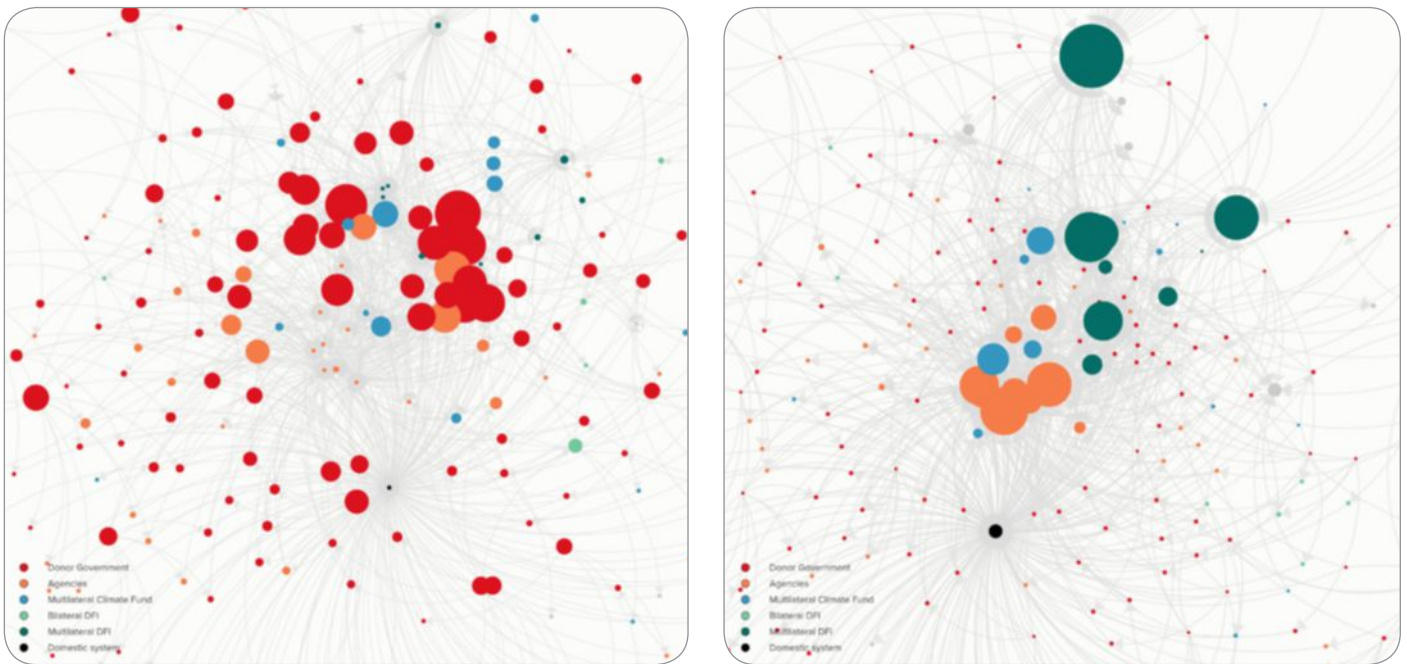 Donor Government
Agencies
Multilateral Climate Fund
Bilateral DFI
Multilateral DFI
Domestic system
Donor Government
Agencies
Multilateral Climate Fund
Bilateral DFI
Multilateral DFI
Domestic system